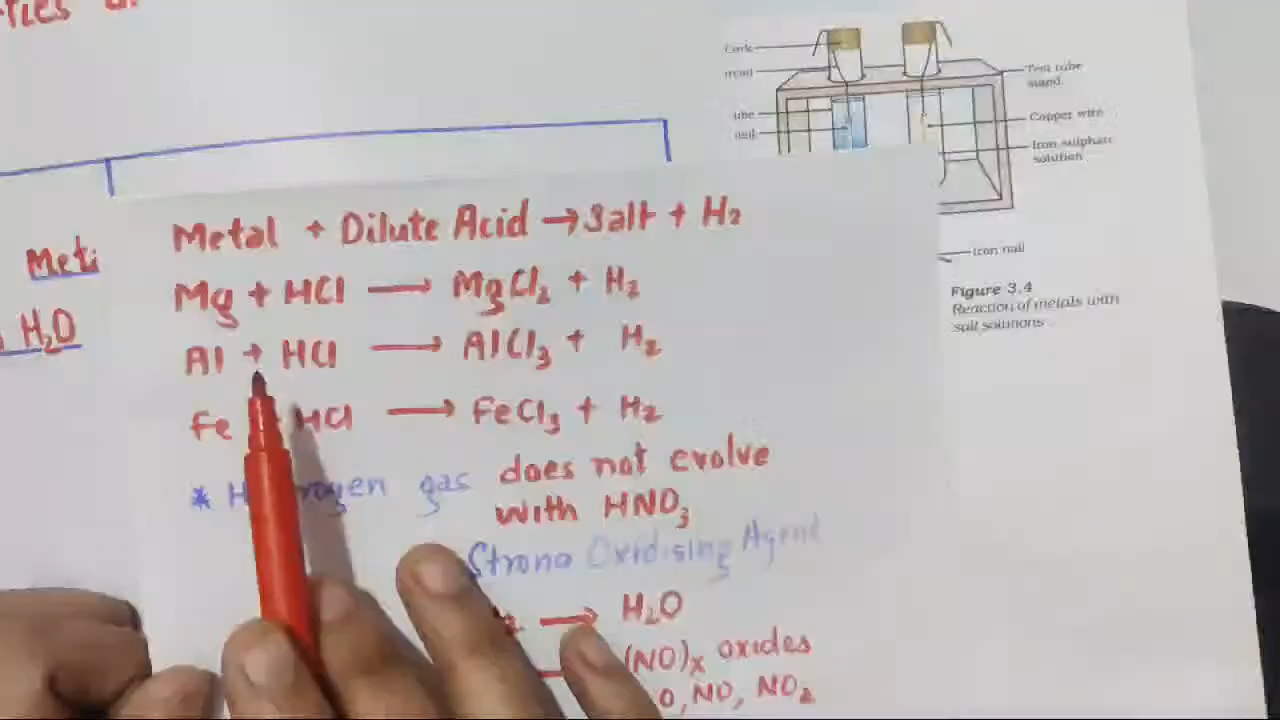 Cork
Test tube
stand
Copper wire
Iron sulphate
solution
Iron nail
Figure 3.4
Reaction of metals with
salt solutions
Metal + Dilute Acid → Salt + H2
Mg + HCl → MgCl2 + H2
Al + HCl → AlCl3 + H2
Fe HCl → FeCl3 + H2
* gas does not evolve
with HNO3
Strong Oxidising Agent
→ H2O
(NO)x oxides
NO, NO2
H2O